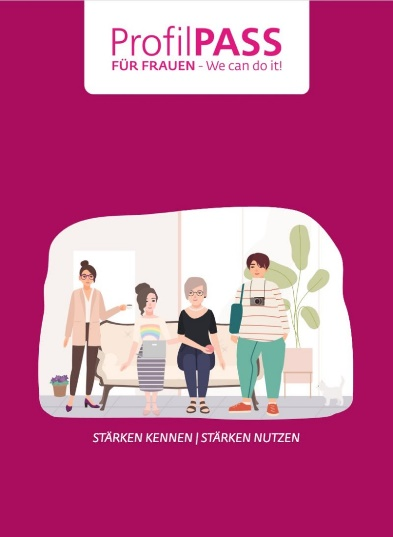 ProfilPASS
FÜR FRAUEN - We can do it!
STÄRKEN KENNEN | STÄRKEN NUTZEN